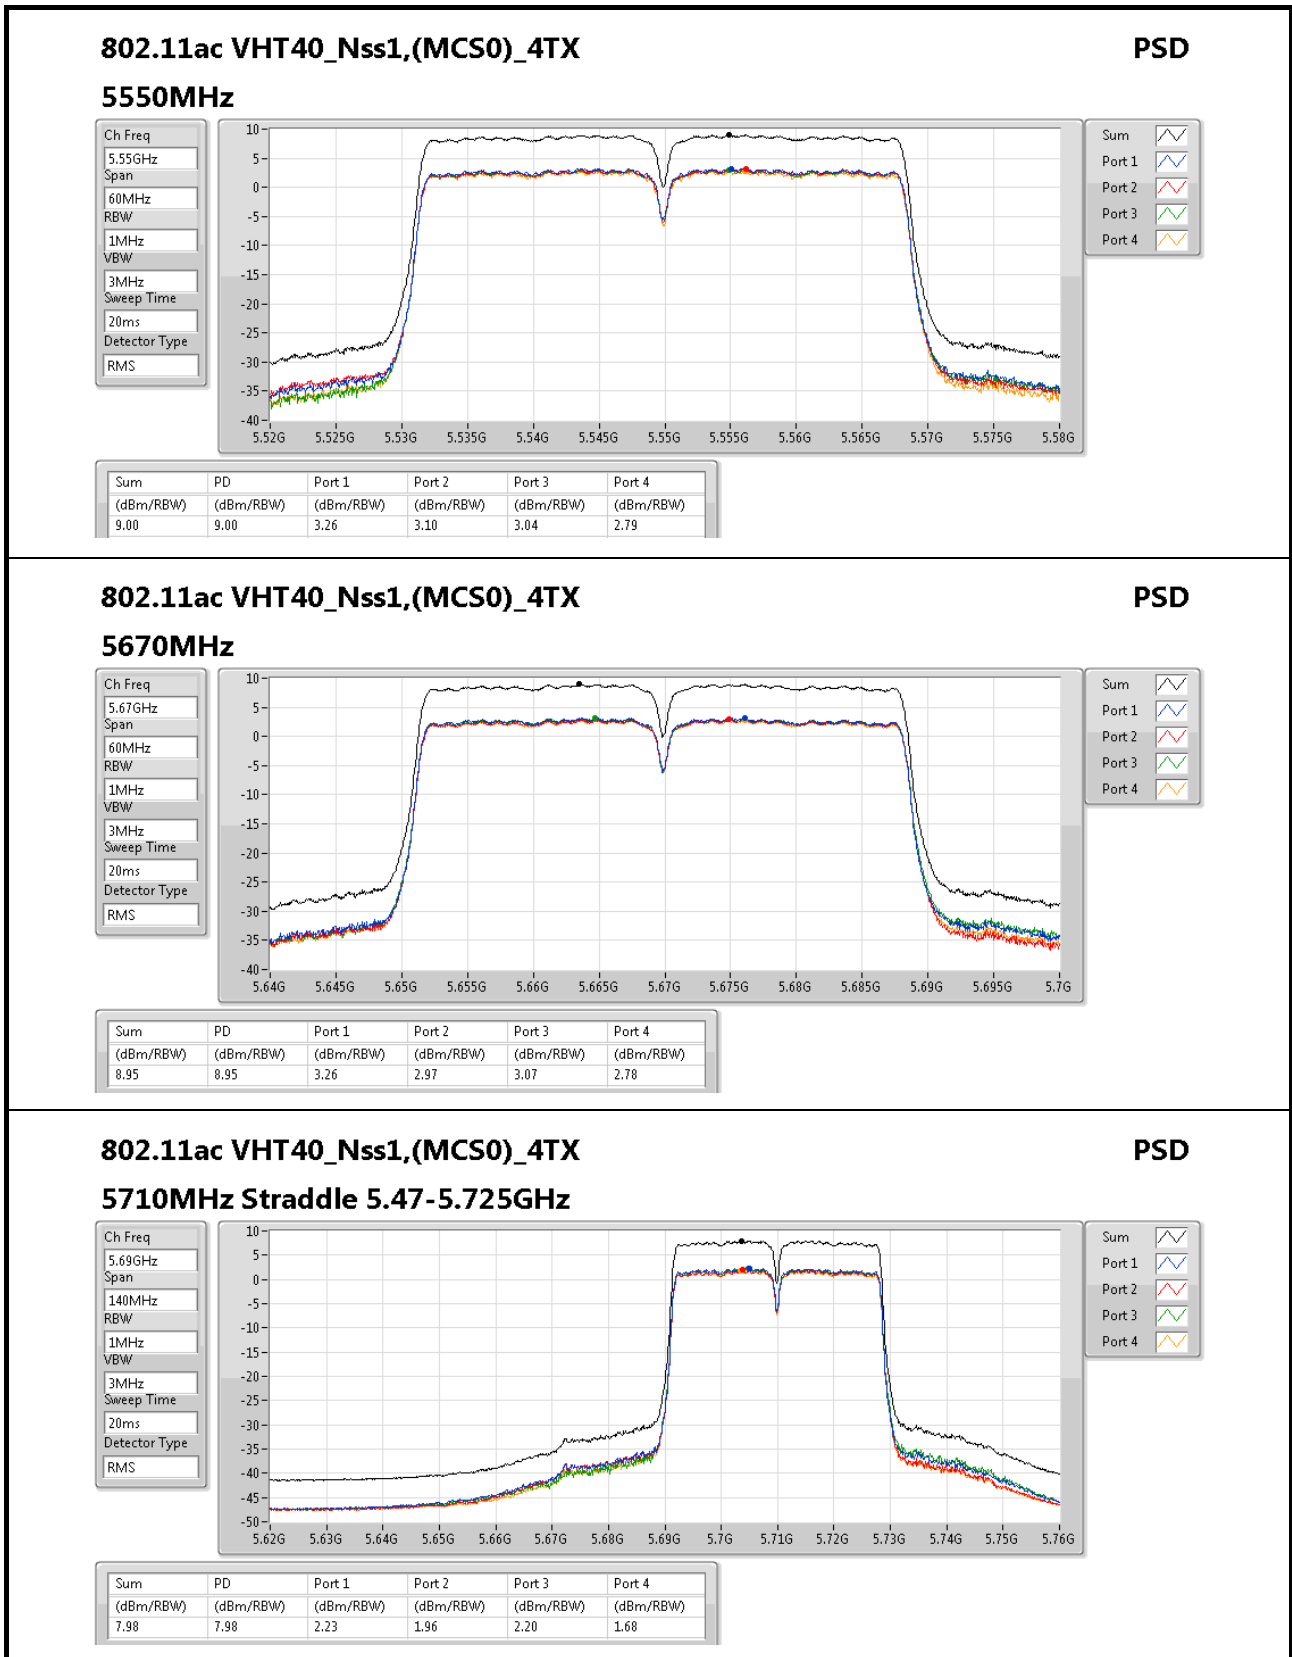 802.11ac VHT40_Nss1,(MCS0)_4TX PSD
5550MHz
Ch Freq
5.55GHz
Span
60MHz
RBW
1MHz
VBW
3MHz
Sweep Time
20ms
Detector Type
RMS
10
5
0
-5
-10
-15
-20
-25
-30
-35
-40
5.52G 5.525G 5.53G 5.535G 5.54G 5.545G 5.55G 5.555G 5.56G 5.565G 5.57G 5.575G 5.58G
Sum
Port 1
Port 2
Port 3
Port 4
Sum PD Port 1 Port 2 Port 3 Port 4
(dBm/RBW) (dBm/RBW) (dBm/RBW) (dBm/RBW) (dBm/RBW) (dBm/RBW)
9.00 9.00 3.26 3.10 3.04 2.79
802.11ac VHT40_Nss1,(MCS0)_4TX PSD
5670MHz
Ch Freq
5.67GHz
Span
60MHz
RBW
1MHz
VBW
3MHz
Sweep Time
20ms
Detector Type
RMS
10
5
0
-5
-10
-15
-20
-25
-30
-35
-40
5.64G 5.645G 5.65G 5.655G 5.66G 5.665G 5.67G 5.675G 5.68G 5.685G 5.69G 5.695G 5.7G
Sum
Port 1
Port 2
Port 3
Port 4
Sum PD Port 1 Port 2 Port 3 Port 4
(dBm/RBW) (dBm/RBW) (dBm/RBW) (dBm/RBW) (dBm/RBW) (dBm/RBW)
8.95 8.95 3.26 2.97 3.07 2.78
802.11ac VHT40_Nss1,(MCS0)_4TX PSD
5710MHz Straddle 5.47-5.725GHz
Ch Freq
5.69GHz
Span
140MHz
RBW
1MHz
VBW
3MHz
Sweep Time
20ms
Detector Type
RMS
10
5
0
-5
-10
-15
-20
-25
-30
-35
-40
-45
-50
5.62G 5.63G 5.64G 5.65G 5.66G 5.67G 5.68G 5.69G 5.7G 5.71G 5.72G 5.73G 5.74G 5.75G 5.76G
Sum
Port 1
Port 2
Port 3
Port 4
Sum PD Port 1 Port 2 Port 3 Port 4
(dBm/RBW) (dBm/RBW) (dBm/RBW) (dBm/RBW) (dBm/RBW) (dBm/RBW)
7.98 7.98 2.23 1.96 2.20 1.68